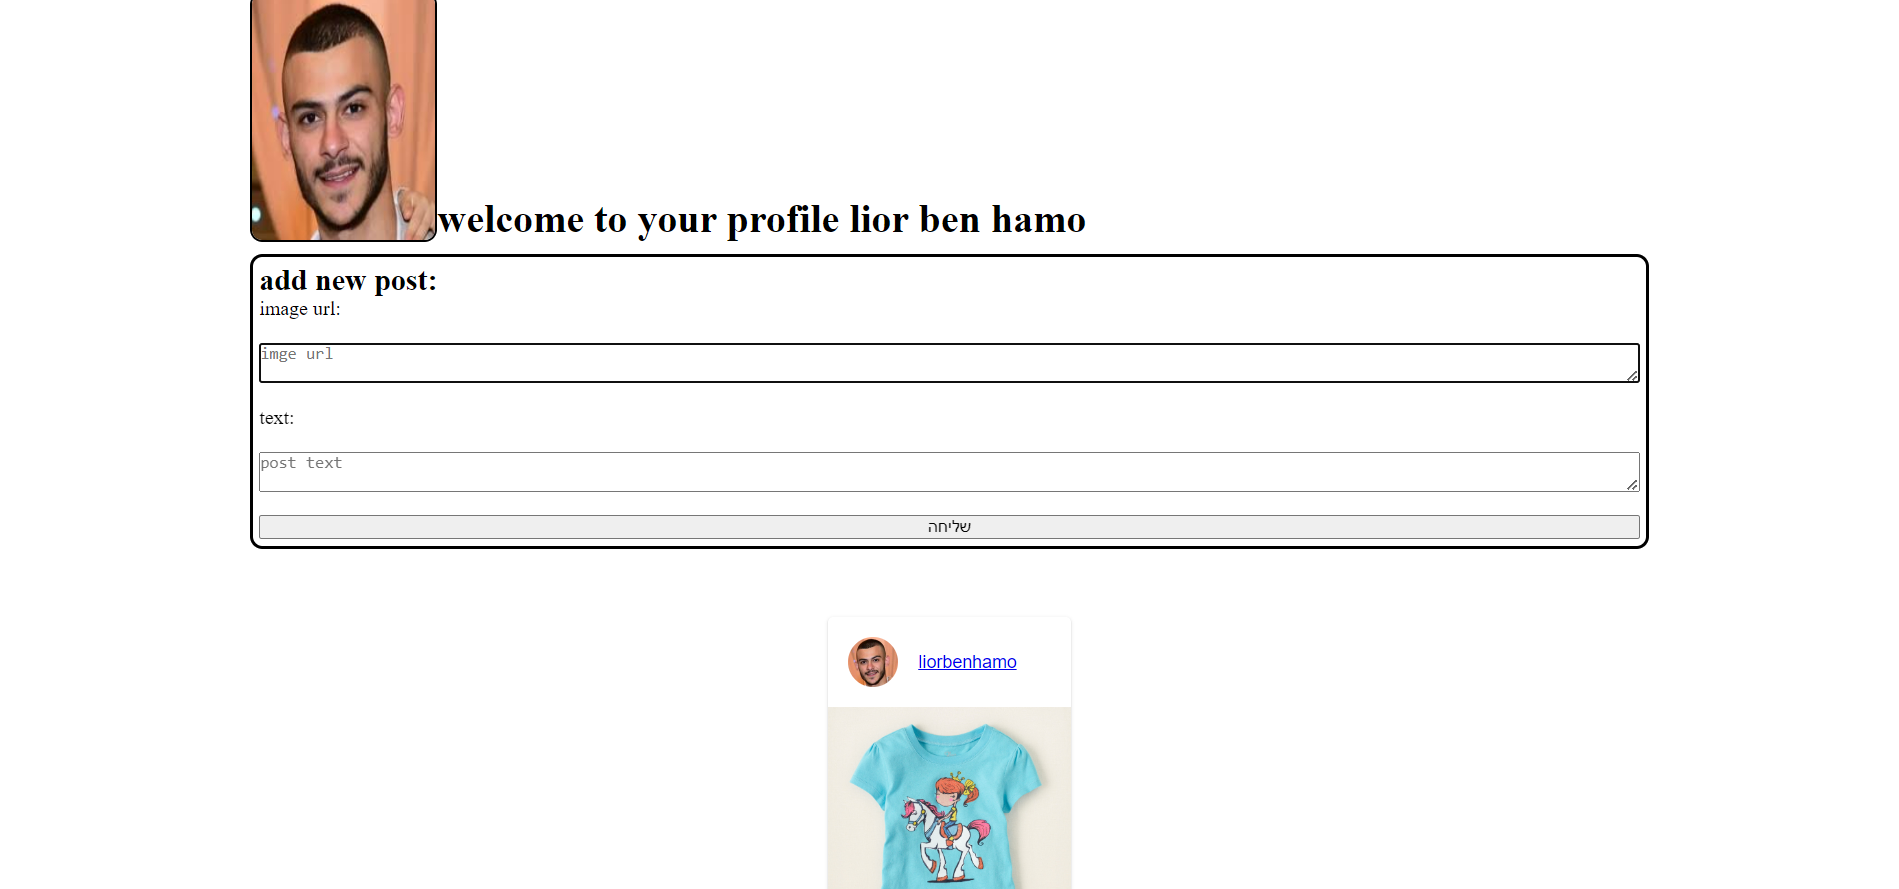 welcome to your profile lior ben hamo
add new post:
image url:
imge url
text:
post text
שליחה
liorbenhamo